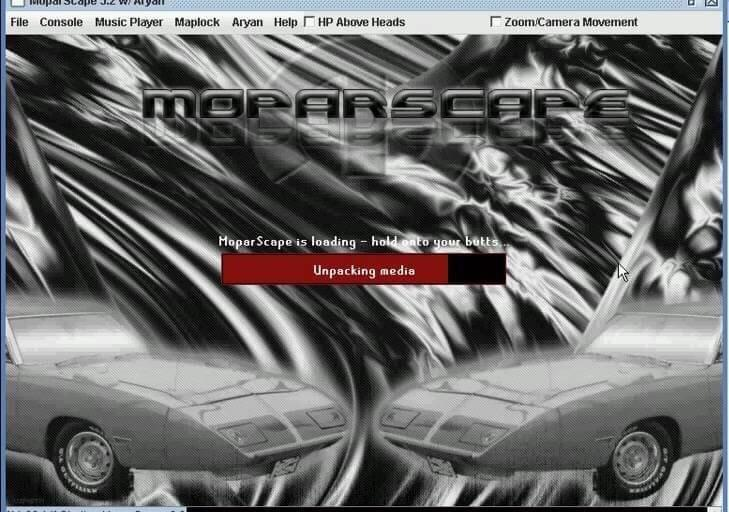 MoparScape 3.2 w/ Aryan
File Console Music Player Maplock Aryan Help HP Above Heads Zoom/Camera Movement
MOPARSCAPE
MoparScape is loading - hold onto your butts...
Unpacking media